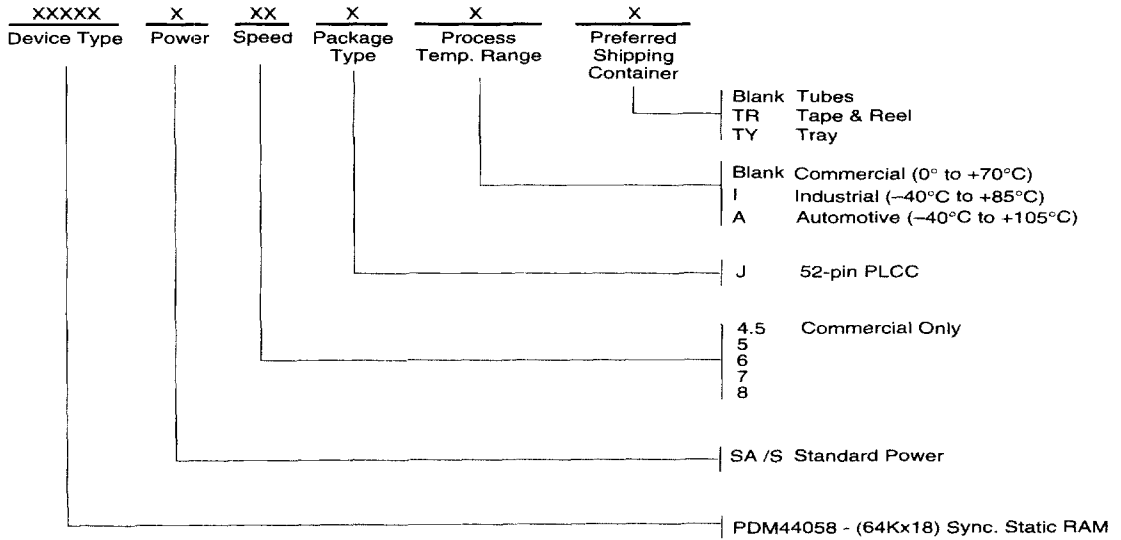 XXXXX X XX X X X
Device Type Power Speed Package Type Process Temp. Range Preferred Shipping Container
Blank Tubes
TR Tape & Reel
TY Tray
Blank Commercial (0° to +70°C)
I Industrial (–40°C to +85°C)
A Automotive (–40°C to +105°C)
J 52-pin PLCC
4.5 Commercial Only
5
6
7
8
SA /S Standard Power
PDM44058 - (64Kx18) Sync. Static RAM